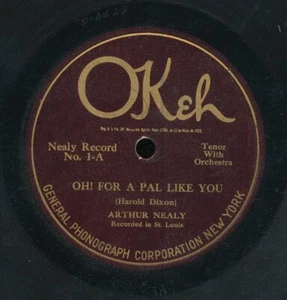 OKeh
Nealy Record
No. 1-A
Tenor
With
Orchestra
OH! FOR A PAL LIKE YOU
(Harold Dixon)
ARTHUR NEALY
Recorded in St. Louis
GENERAL PHONOGRAPH CORPORATION NEW YORK